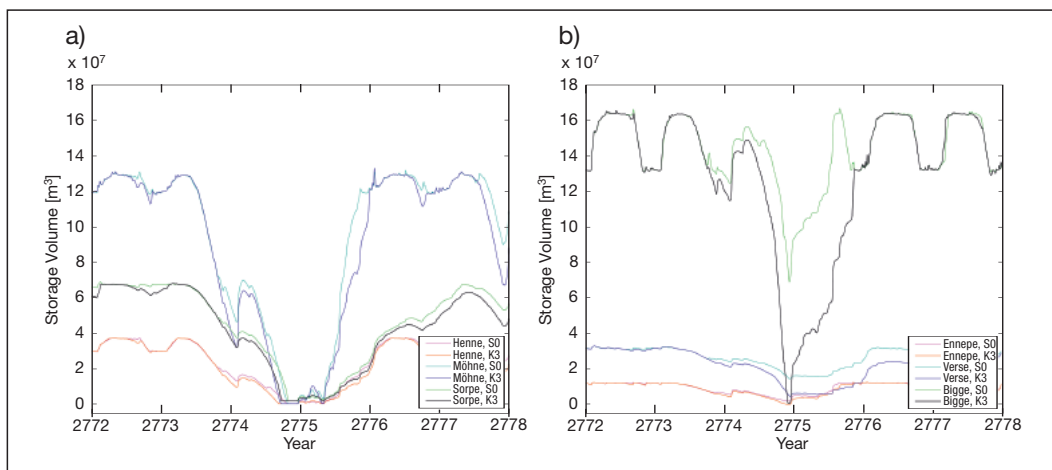 a)
x 10⁷
18
16
14
12
10
8
6
4
2
0
Storage Volume [m³]
2772 2773 2774 2775 2776 2777 2778
Year
Henne, S0
Henne, K3
Möhne, S0
Möhne, K3
Sorpe, S0
Sorpe, K3
b)
x 10⁷
18
16
14
12
10
8
6
4
2
0
Storage Volume [m³]
2772 2773 2774 2775 2776 2777 2778
Year
Ennepe, S0
Ennepe, K3
Verse, S0
Verse, K3
Bigge, S0
Bigge, K3